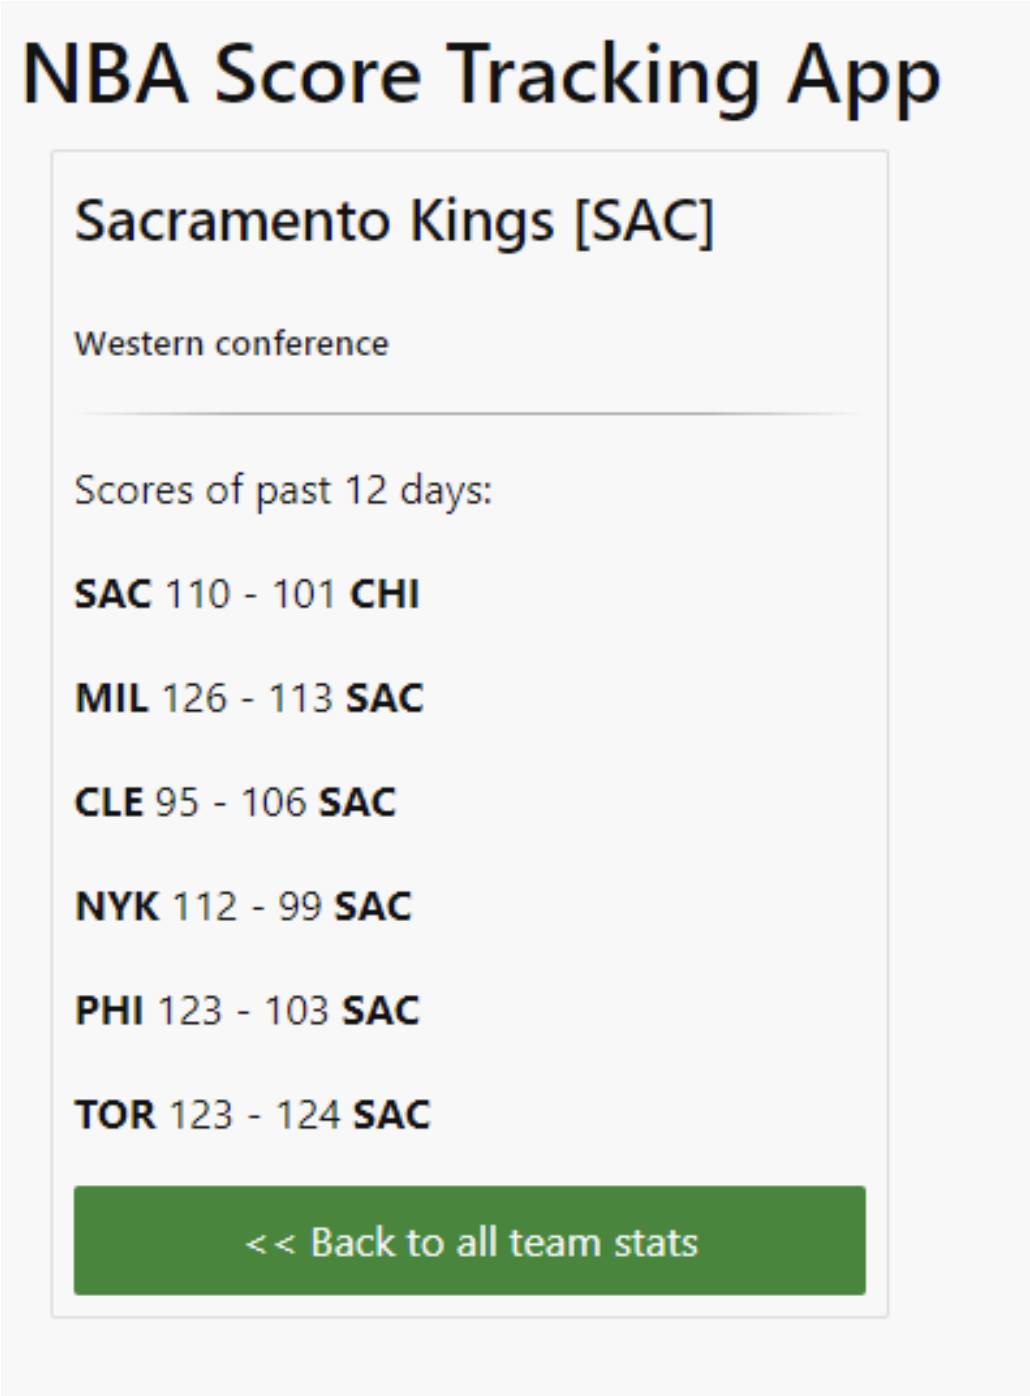 NBA Score Tracking App
Sacramento Kings [SAC]
Western conference
Scores of past 12 days:
SAC 110 - 101 CHI
MIL 126 - 113 SAC
CLE 95 - 106 SAC
NYK 112 - 99 SAC
PHI 123 - 103 SAC
TOR 123 - 124 SAC
<< Back to all team stats